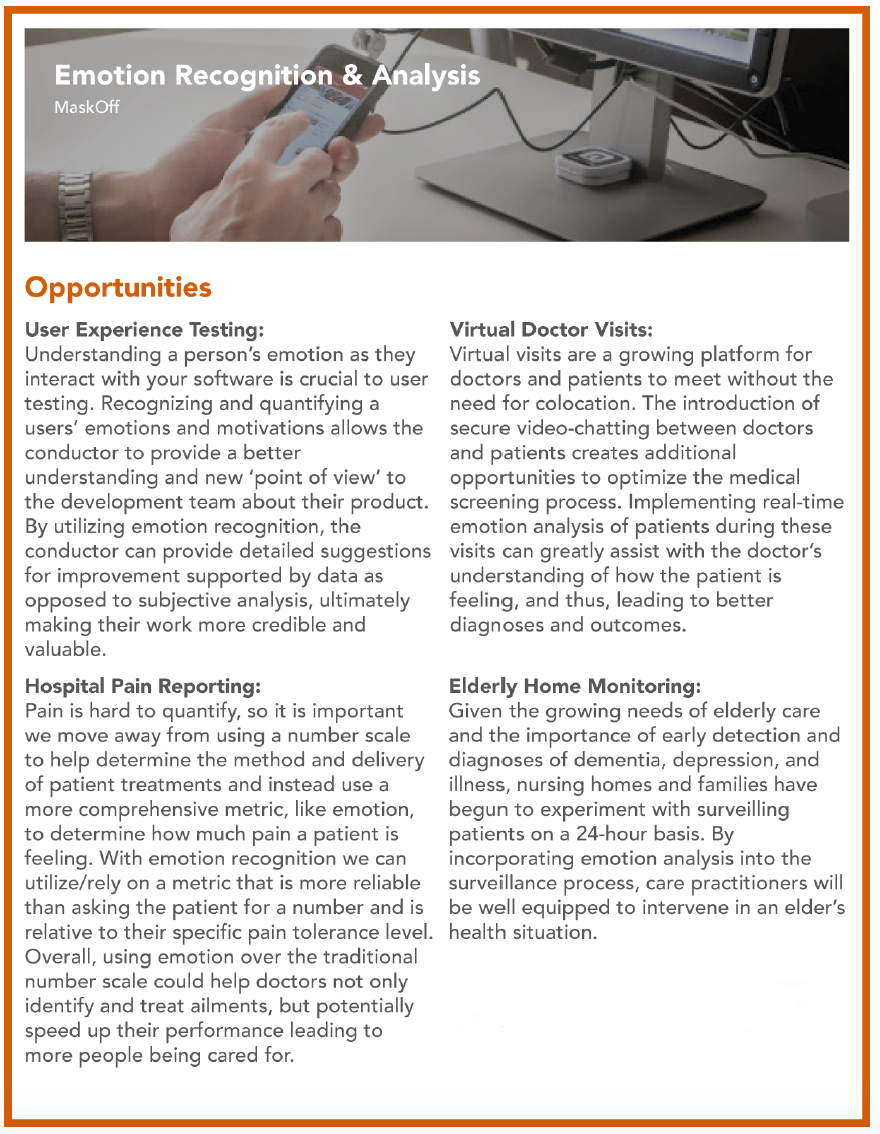 Emotion Recognition & Analysis
MaskOff
Opportunities
User Experience Testing:
Understanding a person's emotion as they
interact with your software is crucial to user
testing. Recognizing and quantifying a
users' emotions and motivations allows the
conductor to provide a better
understanding and new 'point of view' to
the development team about their product.
By utilizing emotion recognition, the
conductor can provide detailed suggestions
for improvement supported by data as
opposed to subjective analysis, ultimately
making their work more credible and
valuable.
Hospital Pain Reporting:
Pain is hard to quantify, so it is important
we move away from using a number scale
to help determine the method and delivery
of patient treatments and instead use a
more comprehensive metric, like emotion,
to determine how much pain a patient is
feeling. With emotion recognition we can
utilize/rely on a metric that is more reliable
than asking the patient for a number and is
relative to their specific pain tolerance level.
Overall, using emotion over the traditional
number scale could help doctors not only
identify and treat ailments, but potentially
speed up their performance leading to
more people being cared for.
Virtual Doctor Visits:
Virtual visits are a growing platform for
doctors and patients to meet without the
need for colocation. The introduction of
secure video-chatting between doctors
and patients creates additional
opportunities to optimize the medical
screening process. Implementing real-time
emotion analysis of patients during these
visits can greatly assist with the doctor's
understanding of how the patient is
feeling, and thus, leading to better
diagnoses and outcomes.
Elderly Home Monitoring:
Given the growing needs of elderly care
and the importance of early detection and
diagnoses of dementia, depression, and
illness, nursing homes and families have
begun to experiment with surveilling
patients on a 24-hour basis. By
incorporating emotion analysis into the
surveillance process, care practitioners will
be well equipped to intervene in an elder's
health situation.